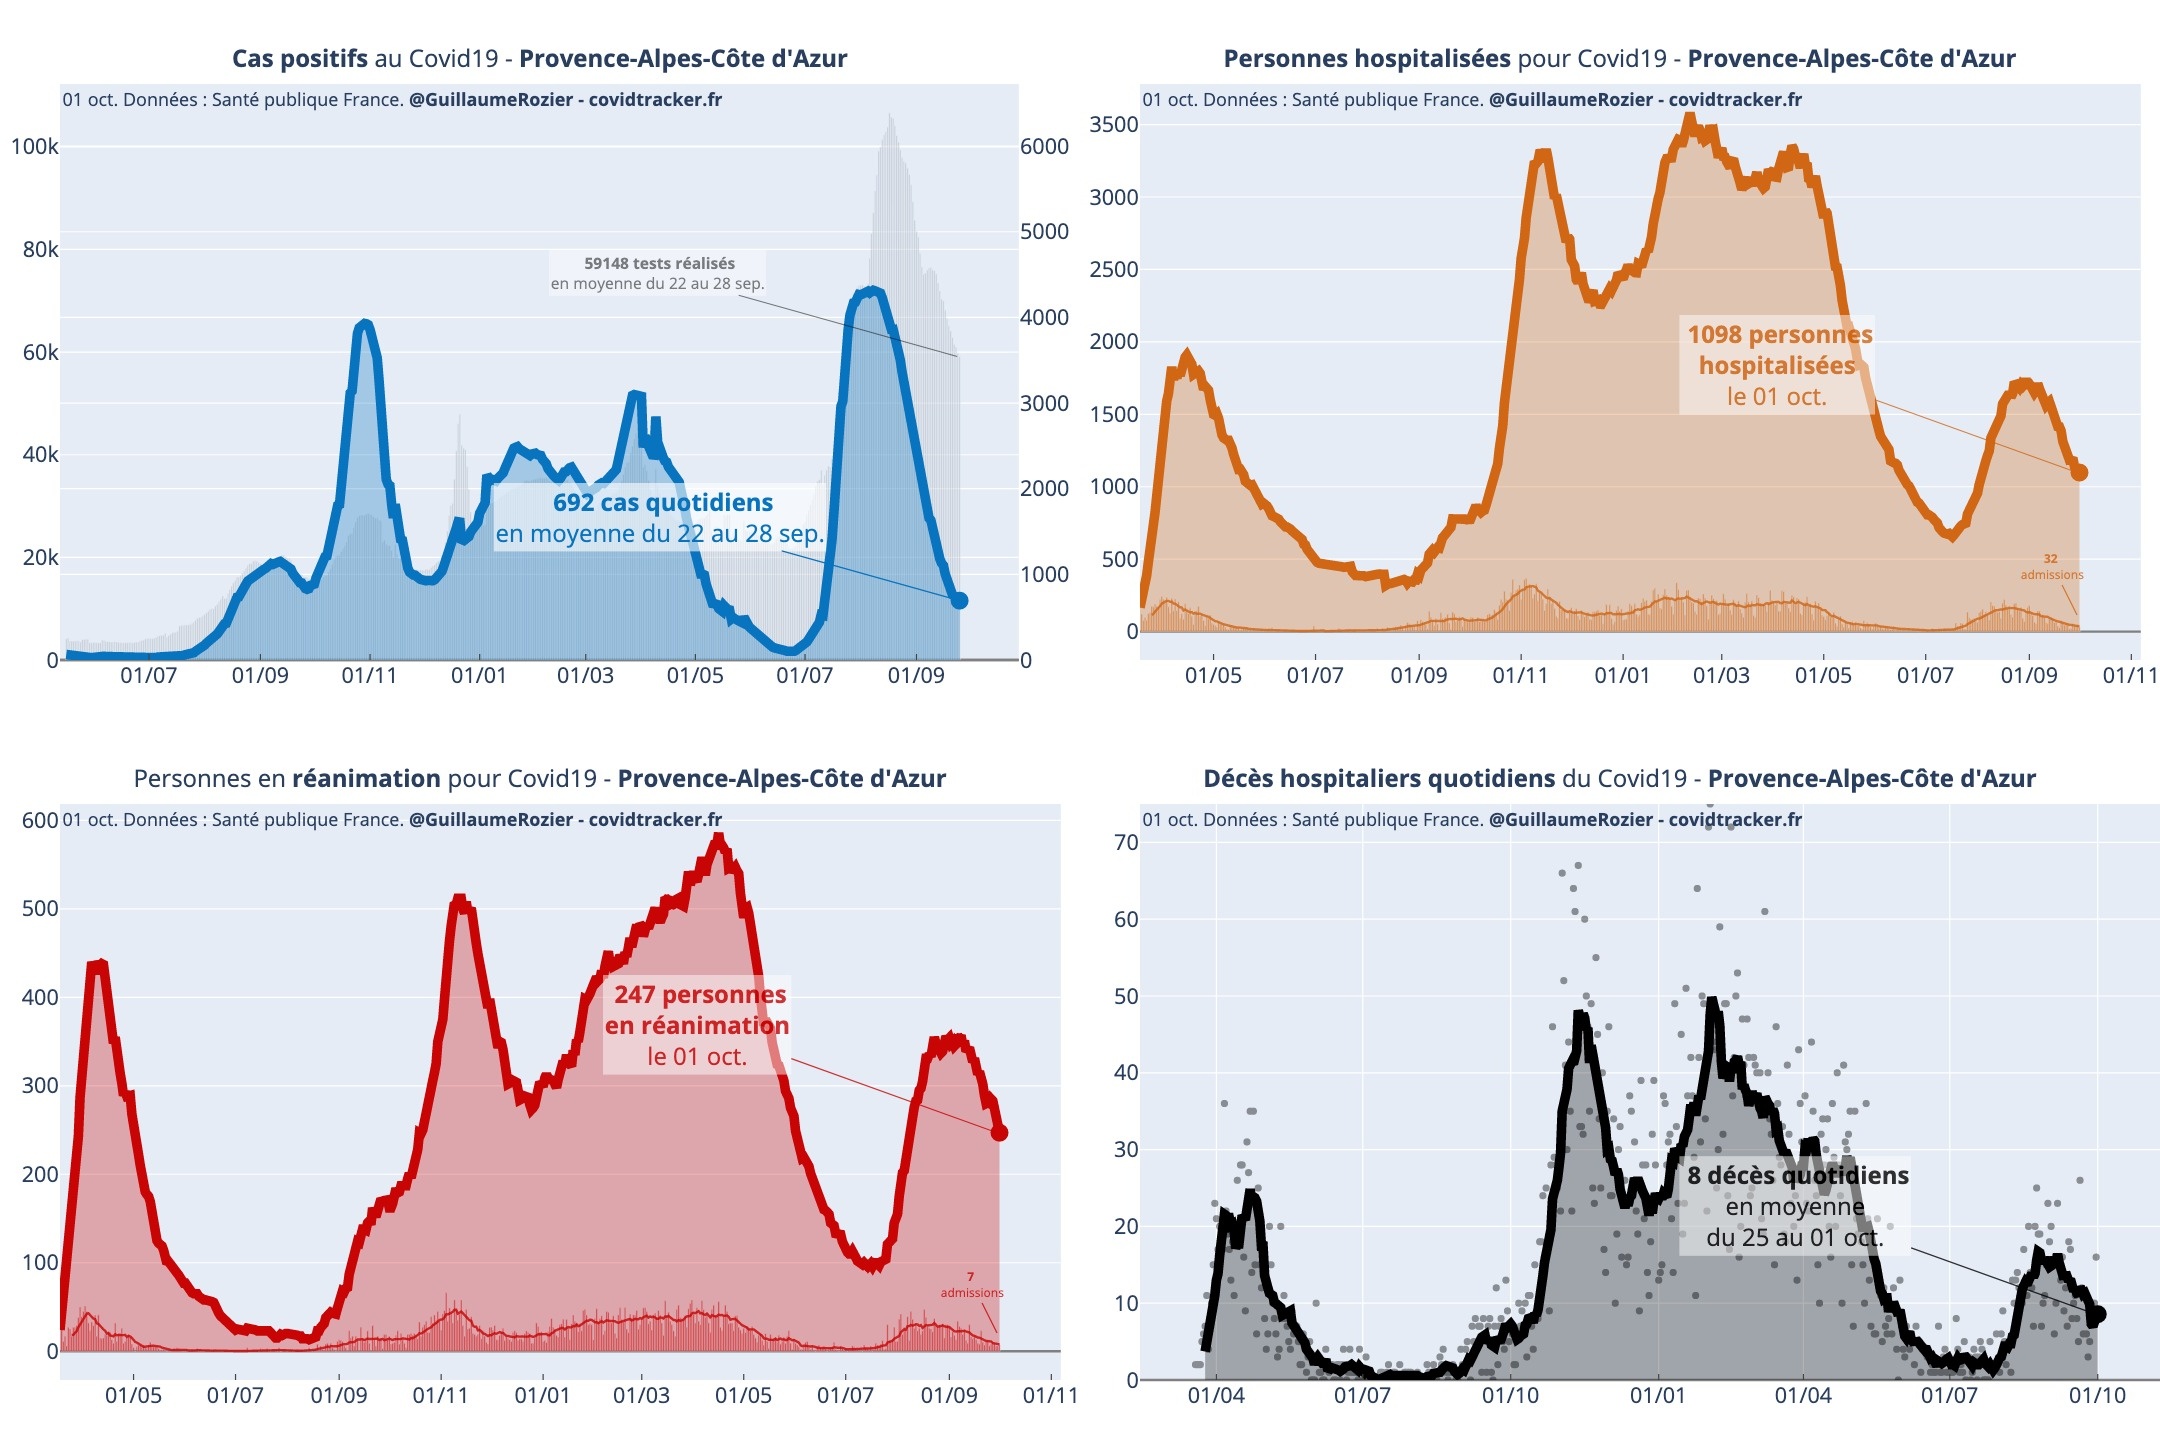 Cas positifs au Covid19 - Provence-Alpes-Côte d'Azur
01 oct. Données : Santé publique France. @GuillaumeRozier - covidtracker.fr
100k
80k
60k
40k
20k
0
6000
5000
4000
3000
2000
1000
0
59148 tests réalisés
en moyenne du 22 au 28 sep.
692 cas quotidiens
en moyenne du 22 au 28 sep.
01/07 01/09 01/11 01/01 01/03 01/05 01/07 01/09
Personnes hospitalisées pour Covid19 - Provence-Alpes-Côte d'Azur
01 oct. Données : Santé publique France. @GuillaumeRozier - covidtracker.fr
3500
3000
2500
2000
1500
1000
500
0
1098 personnes
hospitalisées
le 01 oct.
32
admissions
01/05 01/07 01/09 01/11 01/01 01/03 01/05 01/07 01/09 01/11
Personnes en réanimation pour Covid19 - Provence-Alpes-Côte d'Azur
01 oct. Données : Santé publique France. @GuillaumeRozier - covidtracker.fr
600
500
400
300
200
100
0
247 personnes
en réanimation
le 01 oct.
7
admissions
01/05 01/07 01/09 01/11 01/01 01/03 01/05 01/07 01/09 01/11
Décès hospitaliers quotidiens du Covid19 - Provence-Alpes-Côte d'Azur
01 oct. Données : Santé publique France. @GuillaumeRozier - covidtracker.fr
70
60
50
40
30
20
10
0
8 décès quotidiens
en moyenne
du 25 au 01 oct.
01/04 01/07 01/10 01/01 01/04 01/07 01/10